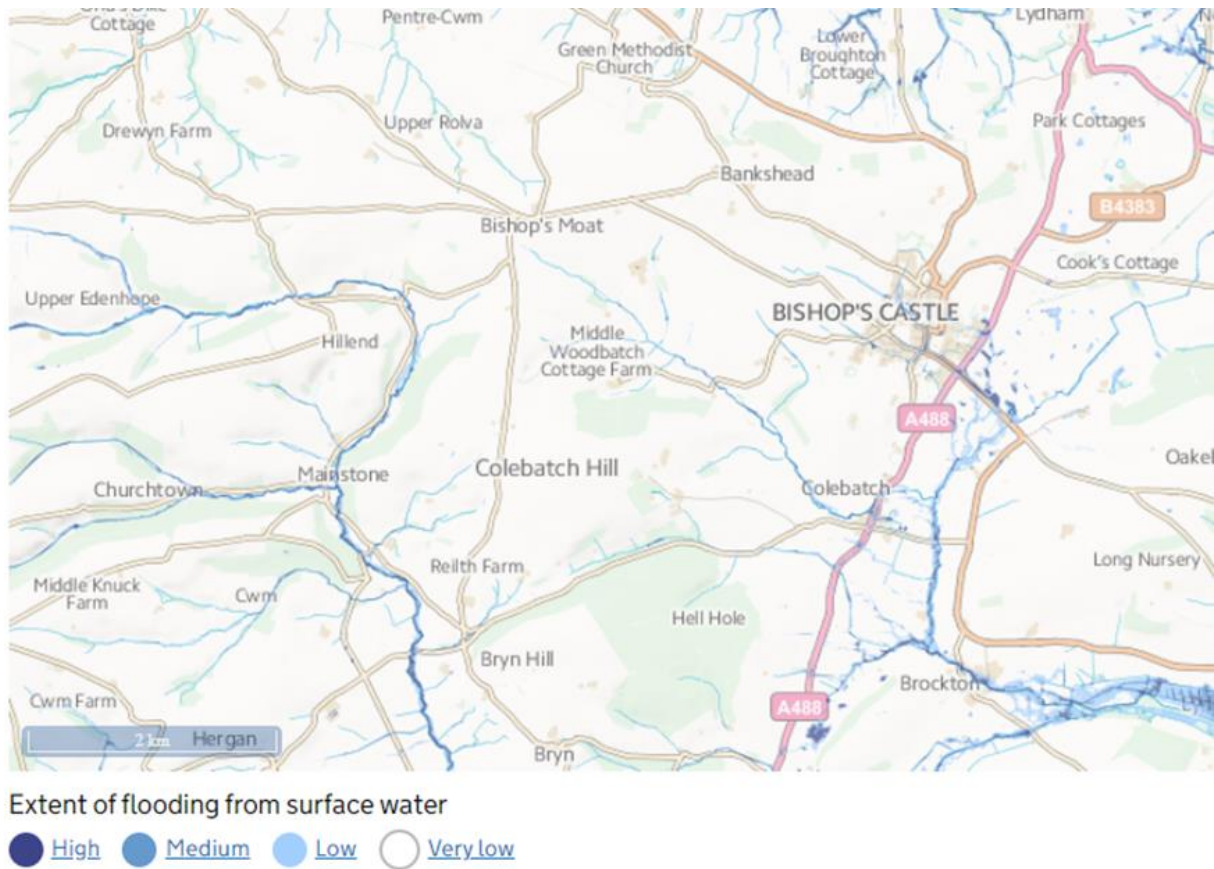 Cottage
Pentre-Cwm
Green Methodist
Church
Lower
Broughton
Cottage
Lydham
Drewyn Farm
Upper Rolva
Park Cottages
Bankshead
B4383
Bishop's Moat
Cook's Cottage
Upper Edenhope
BISHOP'S CASTLE
Hillend
Middle
Woodbatch
Cottage Farm
A488
Mainstone
Colebatch Hill
Oakel
Churchtown
Colebatch
Reilth Farm
Long Nursery
Middle Knuck
Farm
Cwm
Hell Hole
Bryn Hill
Brockton
Cwm Farm
A488
2 km
Hergan
Bryn
Extent of flooding from surface water
High
Medium
Low
Very low